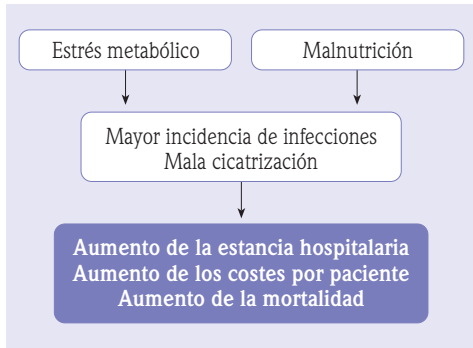 Estrés metabólico
Malnutrición
Mayor incidencia de infecciones
Mala cicatrización
Aumento de la estancia hospitalaria
Aumento de los costes por paciente
Aumento de la mortalidad